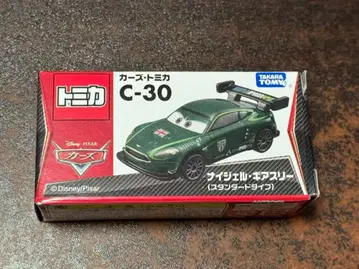 カーズ・トミカ
トミカ
C-30
TAKARA
TOMY
Disney・PIXAR
カーズ
©Disney/Pixar
ナイジェル・ギアスリー
(スタンダードタイプ)